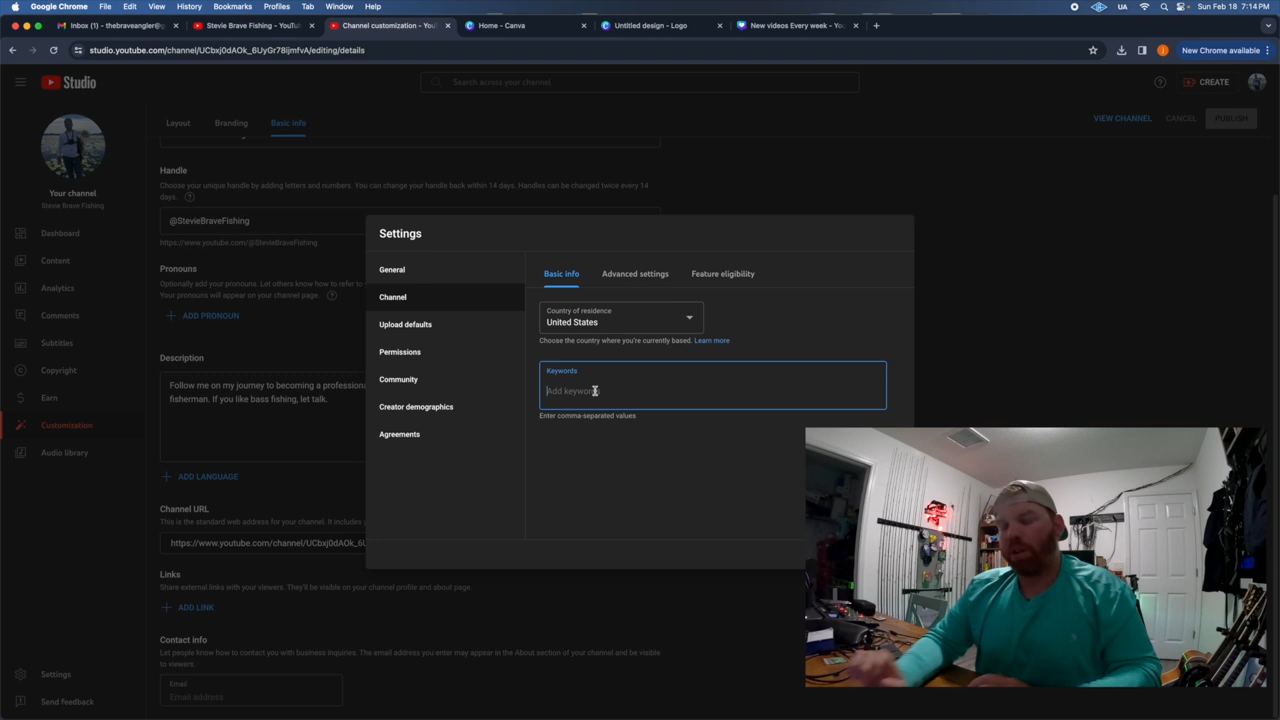 Google Chrome File Edit View History Bookmarks Profiles Tab Window Help UA Sun Feb 18 7:14 PM
Inbox (1) - thebraveangler@g
Stevie Brave Fishing - YouTu
Channel customization - You
Home - Canva
Untitled design - Logo
New videos Every week - Yo
studio.youtube.com/channel/UCbxj0dAOk_6UyGr78ijmfvA/editing/details
New Chrome available
Studio
Search across your channel
CREATE
Layout Branding Basic info
VIEW CHANNEL CANCEL PUBLISH
Your channel
Stevie Brave Fishing
Dashboard
Content
Analytics
Comments
Subtitles
Copyright
Earn
Customization
Audio library
Settings
Send feedback
Handle
Choose your unique handle by adding letters and numbers. You can change your handle back within 14 days. Handles can be changed twice every 14
days.
@StevieBraveFishing
https://www.youtube.com/@StevieBraveFishing
Pronouns
Optionally add your pronouns. Let others know how to refer to
Your pronouns will appear on your channel page.
ADD PRONOUN
Description
Follow me on my journey to becoming a professiona
fisherman. If you like bass fishing, let talk.
ADD LANGUAGE
Channel URL
This is the standard web address for your channel. It includes
https://www.youtube.com/channel/UCbxj0dAOk_6U
Links
Share external links with your viewers. They'll be visible on your channel profile and about page.
ADD LINK
Contact info
Let people know how to contact you with business inquiries. The email address you enter may appear in the About section of your channel and be visible
to viewers.
Email
Email address
Settings
General
Channel
Upload defaults
Permissions
Community
Creator demographics
Agreements
Basic info Advanced settings Feature eligibility
Country of residence
United States
Choose the country where you're currently based. Learn more
Keywords
Add keywords
Enter comma-separated values